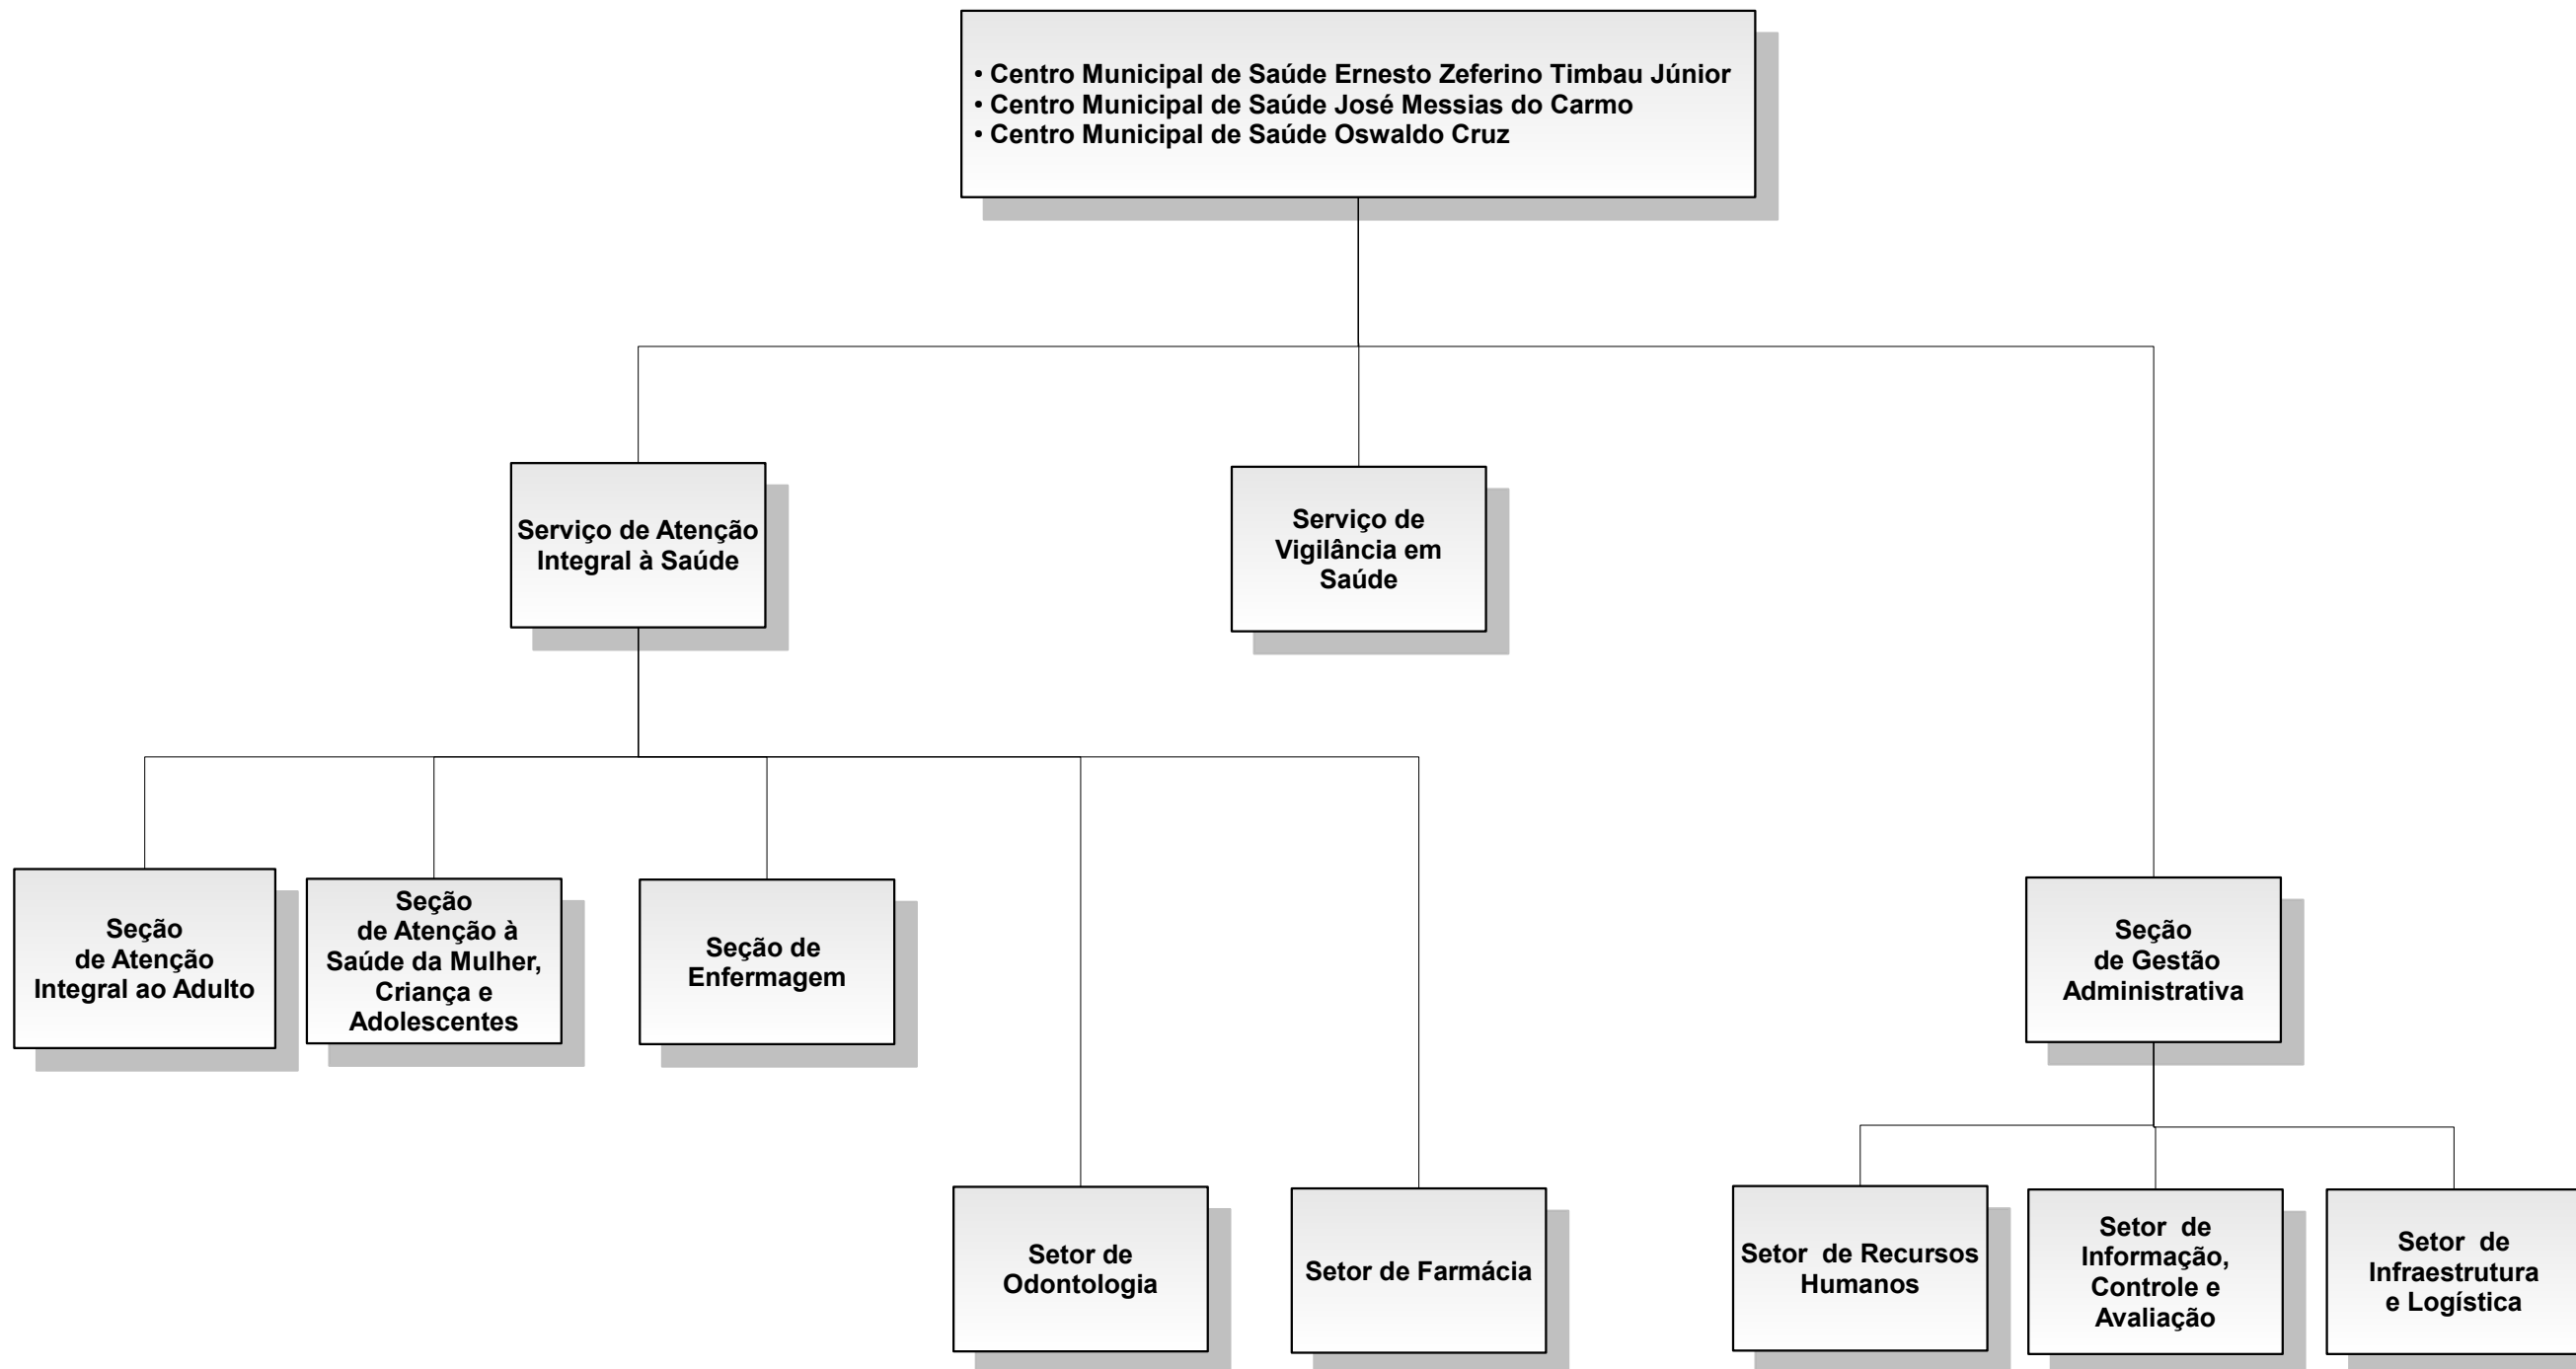 • Centro Municipal de Saúde Ernesto Zeferino Timbau Júnior
• Centro Municipal de Saúde José Messias do Carmo
• Centro Municipal de Saúde Oswaldo Cruz
Serviço de Atenção
Integral à Saúde
Serviço de
Vigilância em
Saúde
Seção
de Atenção
Integral ao Adulto
Seção
de Atenção à
Saúde da Mulher,
Criança e
Adolescentes
Seção de
Enfermagem
Seção
de Gestão
Administrativa
Setor de
Odontologia
Setor de Farmácia
Setor de Recursos
Humanos
Setor de
Informação,
Controle e
Avaliação
Setor de
Infraestrutura
e Logística